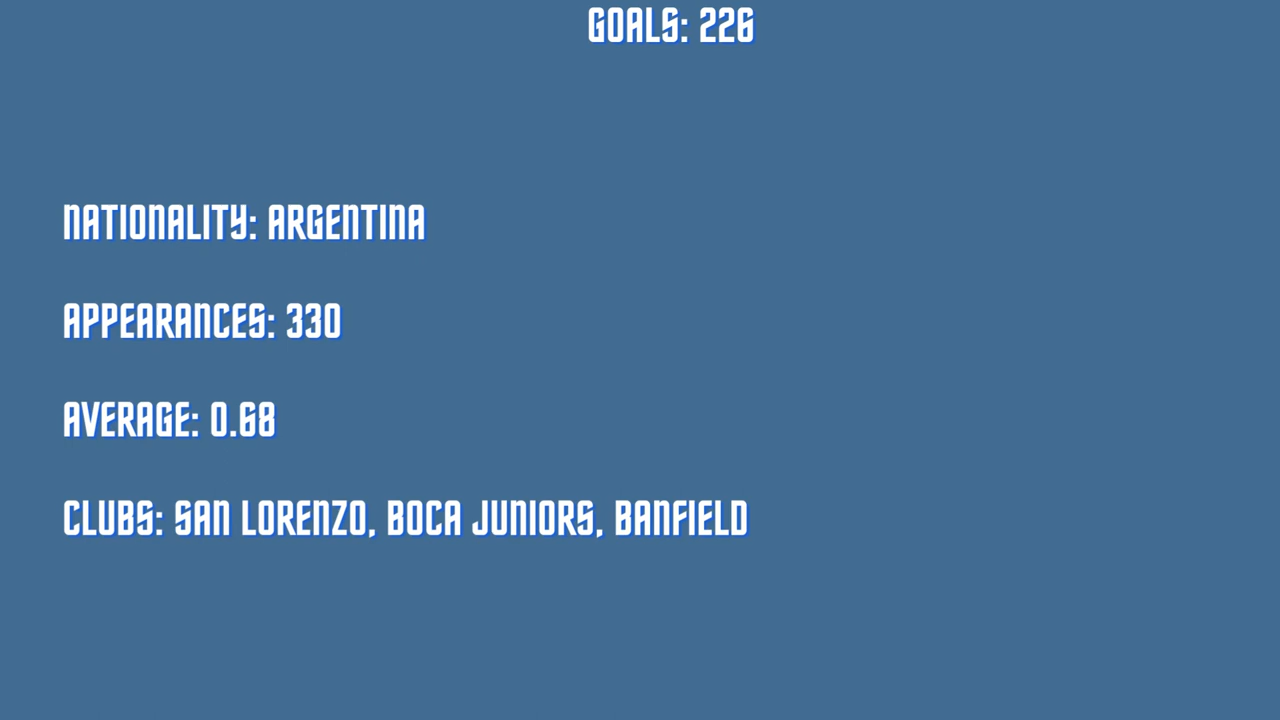 GOALS: 226
NATIONALITY: ARGENTINA
APPEARANCES: 330
AVERAGE: 0.68
CLUBS: SAN LORENZO, BOCA JUNIORS, BANFIELD